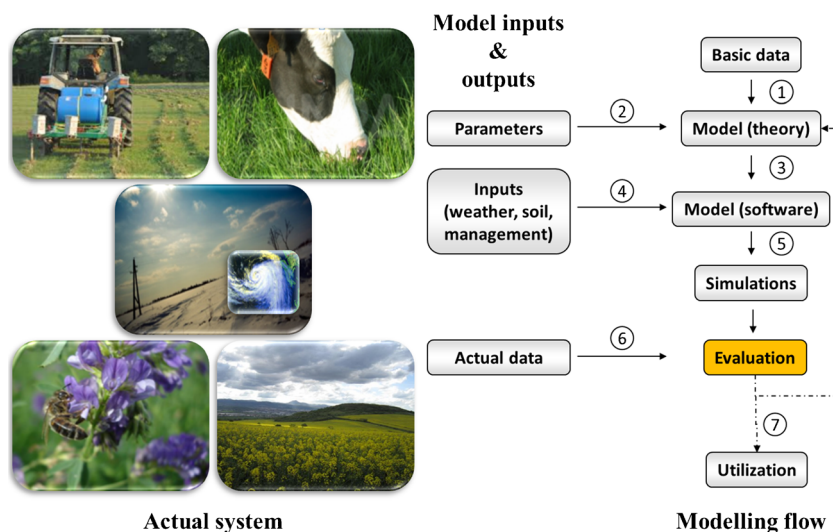 Model inputs
&
outputs
Basic data
①
Parameters
②
Model (theory)
③
Inputs
(weather, soil,
management)
④
Model (software)
⑤
Simulations
Actual data
⑥
Evaluation
⑦
Utilization
Actual system
Modelling flow